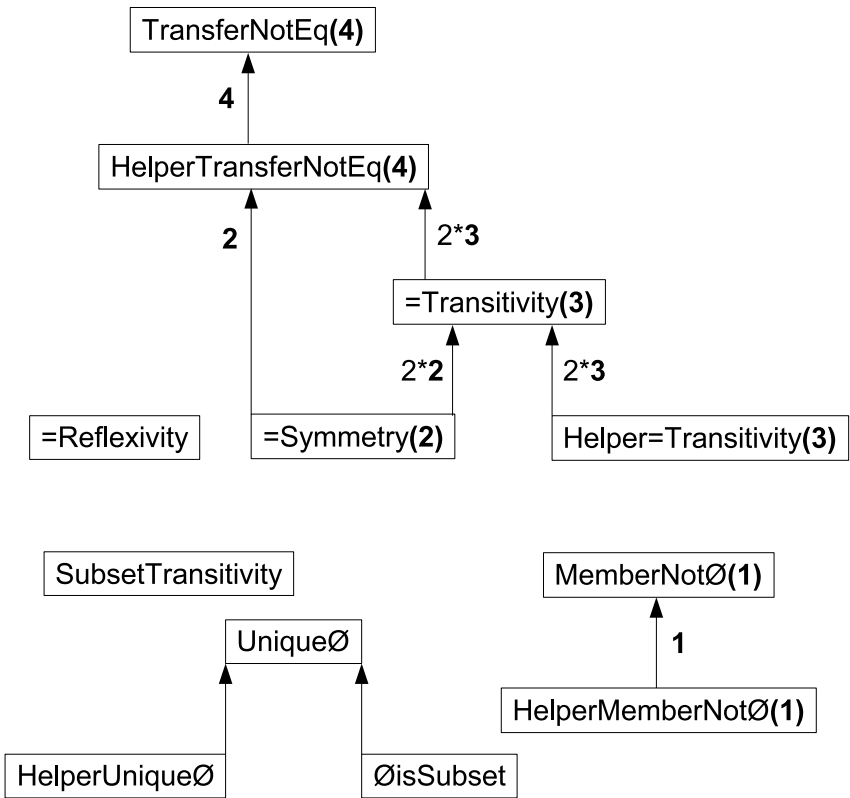 TransferNotEq(4)
4
HelperTransferNotEq(4)
2
2*3
=Transitivity(3)
2*2
2*3
=Reflexivity
=Symmetry(2)
Helper=Transitivity(3)
SubsetTransitivity
MemberNotØ(1)
UniqueØ
1
HelperMemberNotØ(1)
HelperUniqueØ
ØisSubset